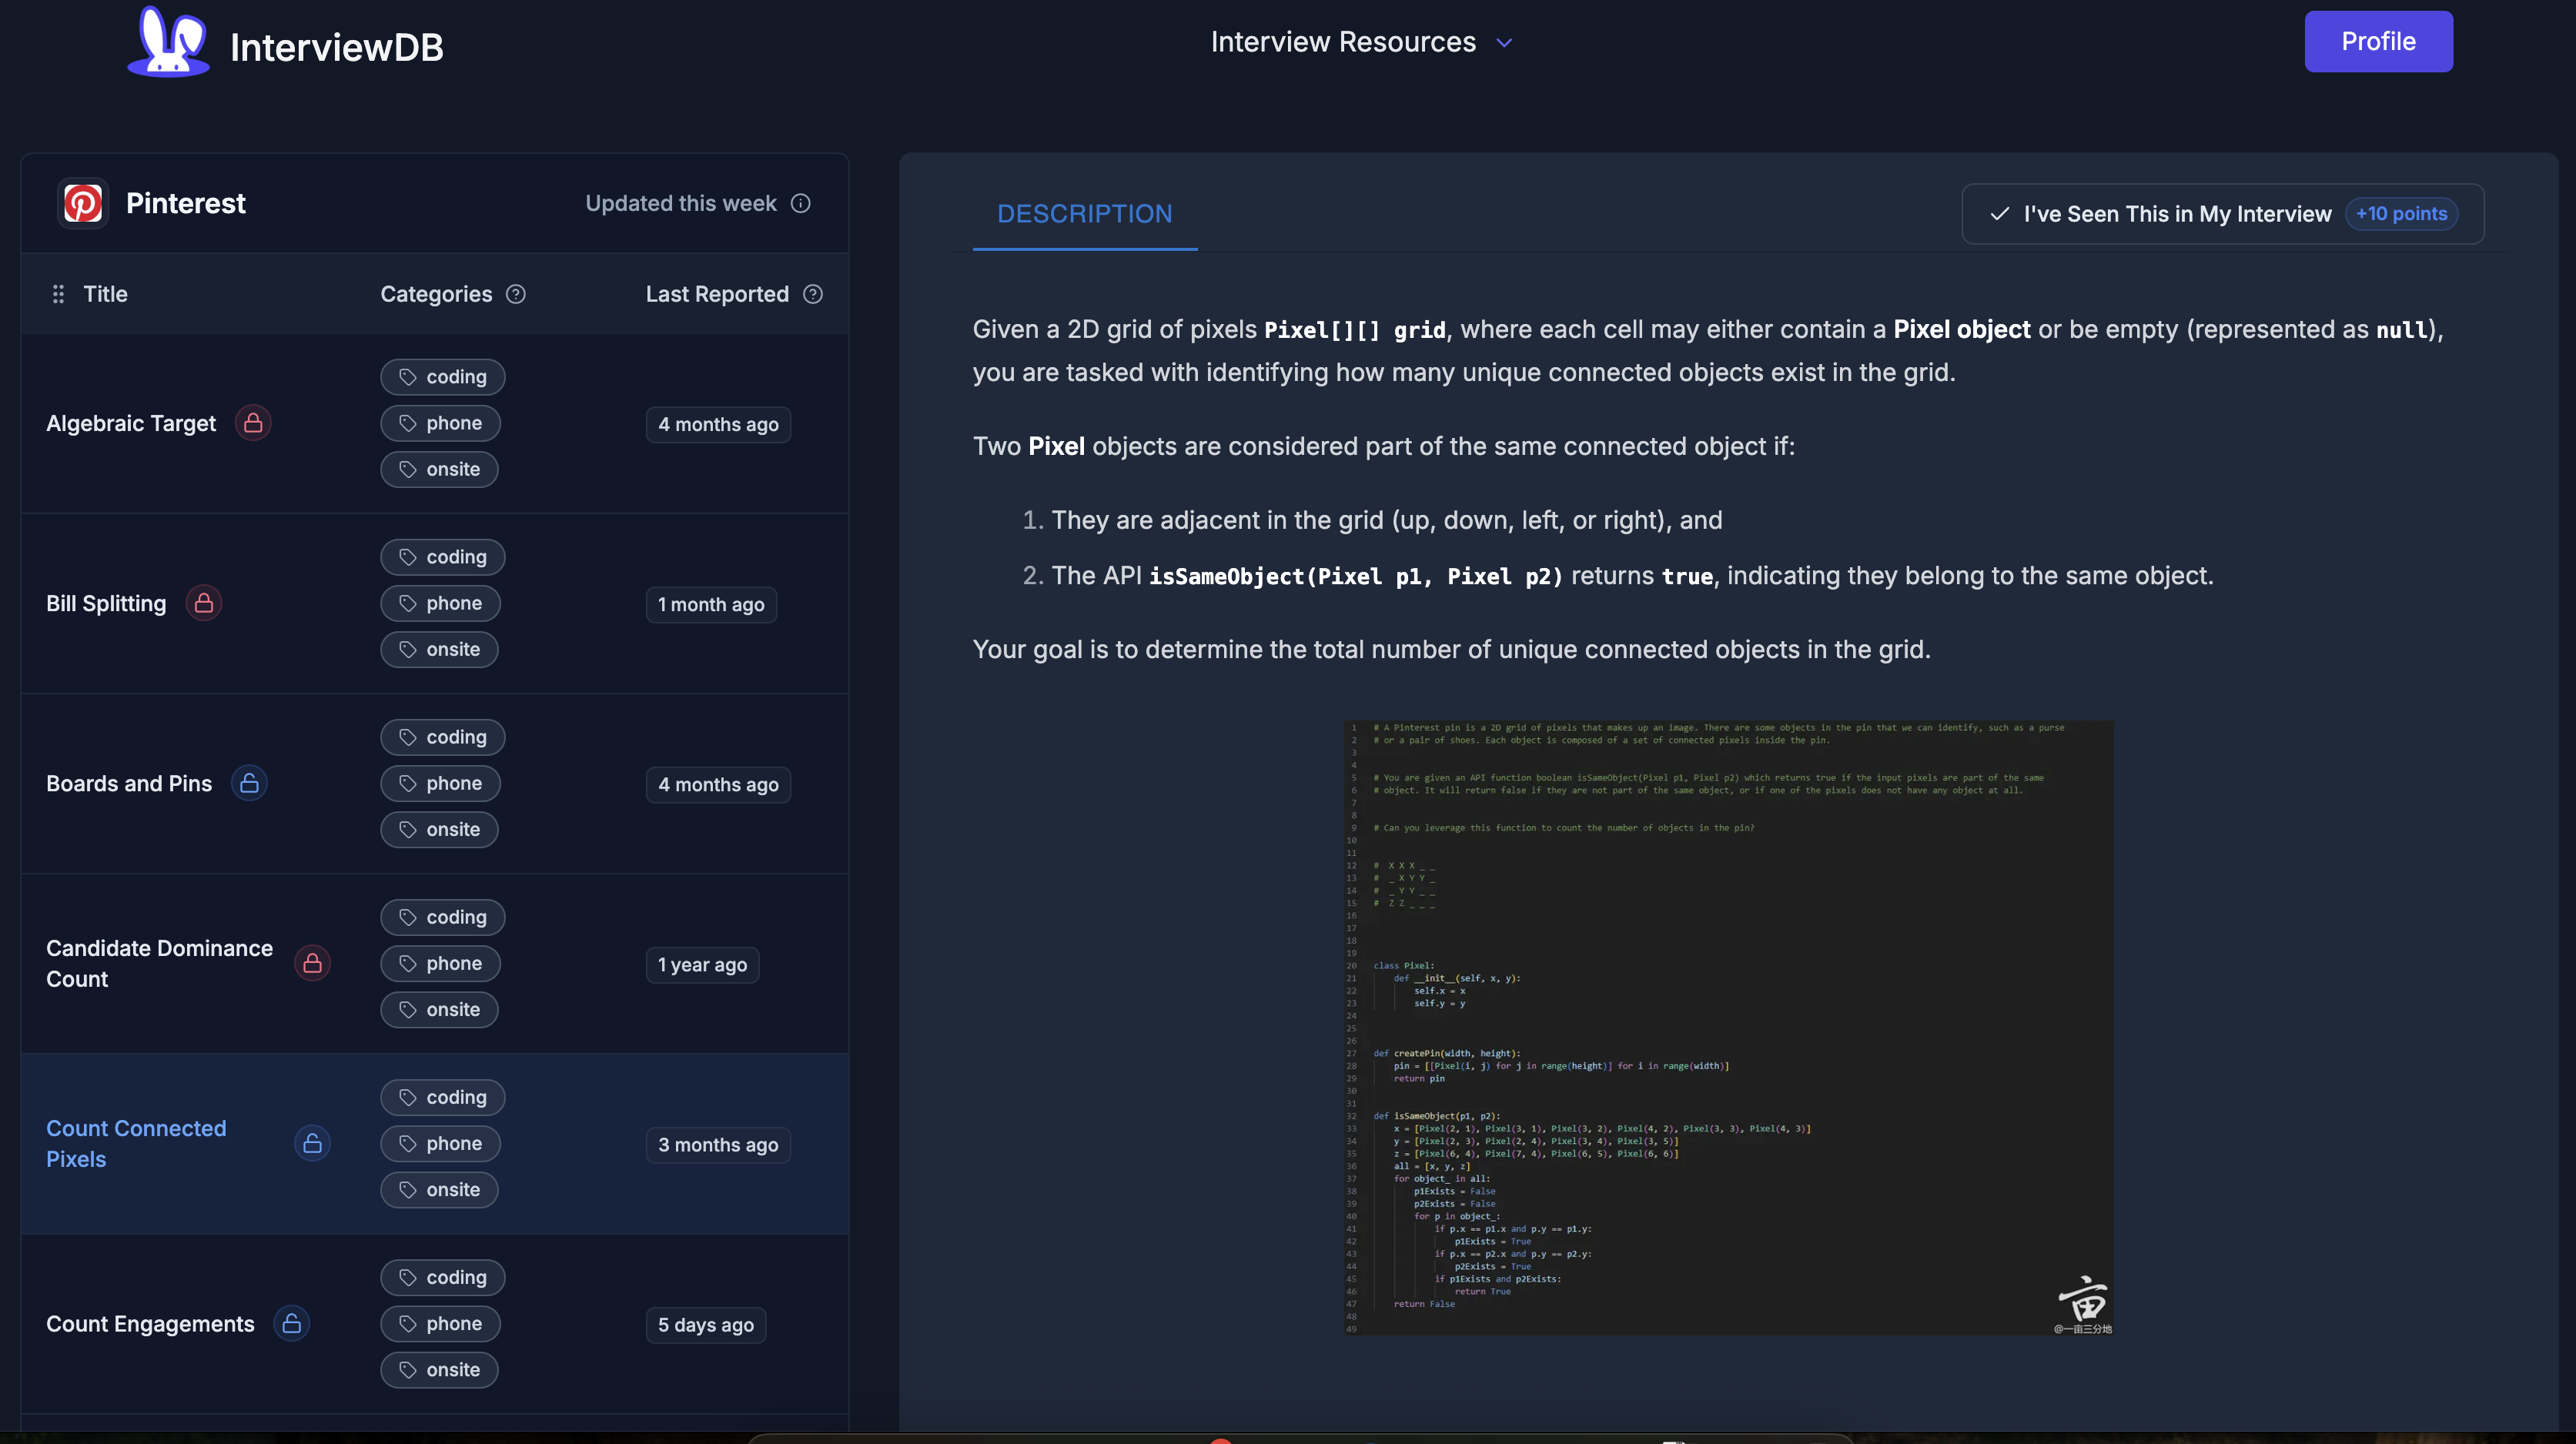 InterviewDB
Interview Resources
Profile
Pinterest
Updated this week
Title
Categories
Last Reported
Algebraic Target
coding
phone
onsite
4 months ago
Bill Splitting
coding
phone
onsite
1 month ago
Boards and Pins
coding
phone
onsite
4 months ago
Candidate Dominance
Count
coding
phone
onsite
1 year ago
Count Connected
Pixels
coding
phone
onsite
3 months ago
Count Engagements
coding
phone
onsite
5 days ago
DESCRIPTION
I've Seen This in My Interview
+10 points
Given a 2D grid of pixels Pixel[][] grid, where each cell may either contain a Pixel object or be empty (represented as null),
you are tasked with identifying how many unique connected objects exist in the grid.
Two Pixel objects are considered part of the same connected object if:
1. They are adjacent in the grid (up, down, left, or right), and
2. The API isSameObject(Pixel p1, Pixel p2) returns true, indicating they belong to the same object.
Your goal is to determine the total number of unique connected objects in the grid.
1 # A Pinterest pin is a 2D grid of pixels that makes up an image. There are some objects in the pin that we can identify, such as a purse
2 # or a pair of shoes. Each object is composed of a set of connected pixels inside the pin.
3
4
5 # You are given an API function boolean isSameObject(Pixel p1, Pixel p2) which returns true if the input pixels are part of the same
6 # object. It will return false if they are not part of the same object, or if one of the pixels does not have any object at all.
7
8
9 # Can you leverage this function to count the number of objects in the pin?
10
11
12 # X X X _ _
13 # _ X Y Y _
14 # _ Y Y _ _
15 # Z Z _ _ _
16
17
18
19
20 class Pixel:
21 def __init__(self, x, y):
22 self.x = x
23 self.y = y
24
25
26
27 def createPin(width, height):
28 pin = [[Pixel(i, j) for j in range(height)] for i in range(width)]
29 return pin
30
31
32 def isSameObject(p1, p2):
33 x = [Pixel(2, 1), Pixel(3, 1), Pixel(3, 2), Pixel(4, 2), Pixel(3, 3), Pixel(4, 3)]
34 y = [Pixel(2, 3), Pixel(2, 4), Pixel(3, 4), Pixel(3, 5)]
35 z = [Pixel(6, 4), Pixel(7, 4), Pixel(6, 5), Pixel(6, 6)]
36 all = [x, y, z]
37 for object_ in all:
38 p1Exists = False
39 p2Exists = False
40 for p in object_:
41 if p.x == p1.x and p.y == p1.y:
42 p1Exists = True
43 if p.x == p2.x and p.y == p2.y:
44 p2Exists = True
45 if p1Exists and p2Exists:
46 return True
47 return False
48
49
亩
@一亩三分地